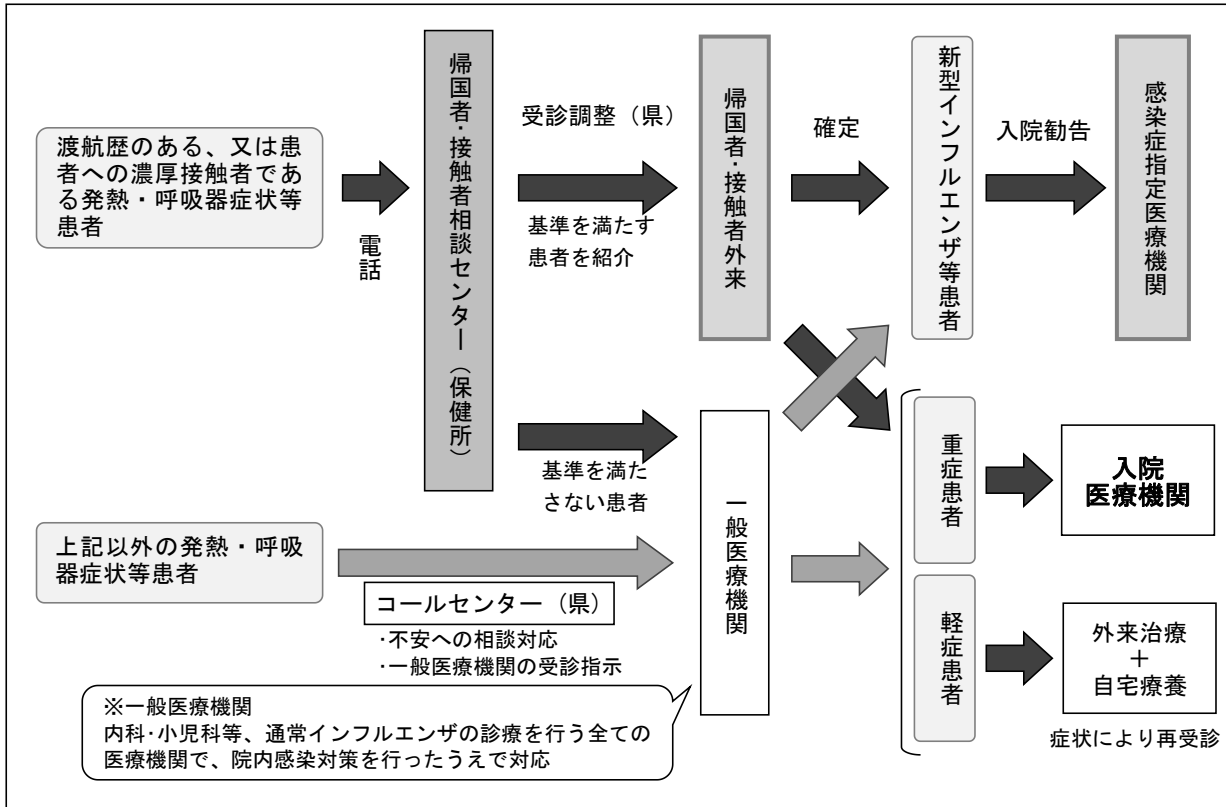 渡航歴のある、又は患
者への濃厚接触者であ
る発熱・呼吸器症状等
患者
電話
帰国者・接触者相談センター（保健所）
受診調整（県）
基準を満たす
患者を紹介
帰国者・接触者外来
確定
新型インフルエンザ等患者
入院勧告
感染症指定医療機関
基準を満た
さない患者
上記以外の発熱・呼吸
器症状等患者
コールセンター（県）
・不安への相談対応
・一般医療機関の受診指示
一般医療機関
重症患者
入院
医療機関
軽症患者
外来治療
＋
自宅療養
症状により再受診
※一般医療機関
内科・小児科等、通常インフルエンザの診療を行う全ての
医療機関で、院内感染対策を行ったうえで対応